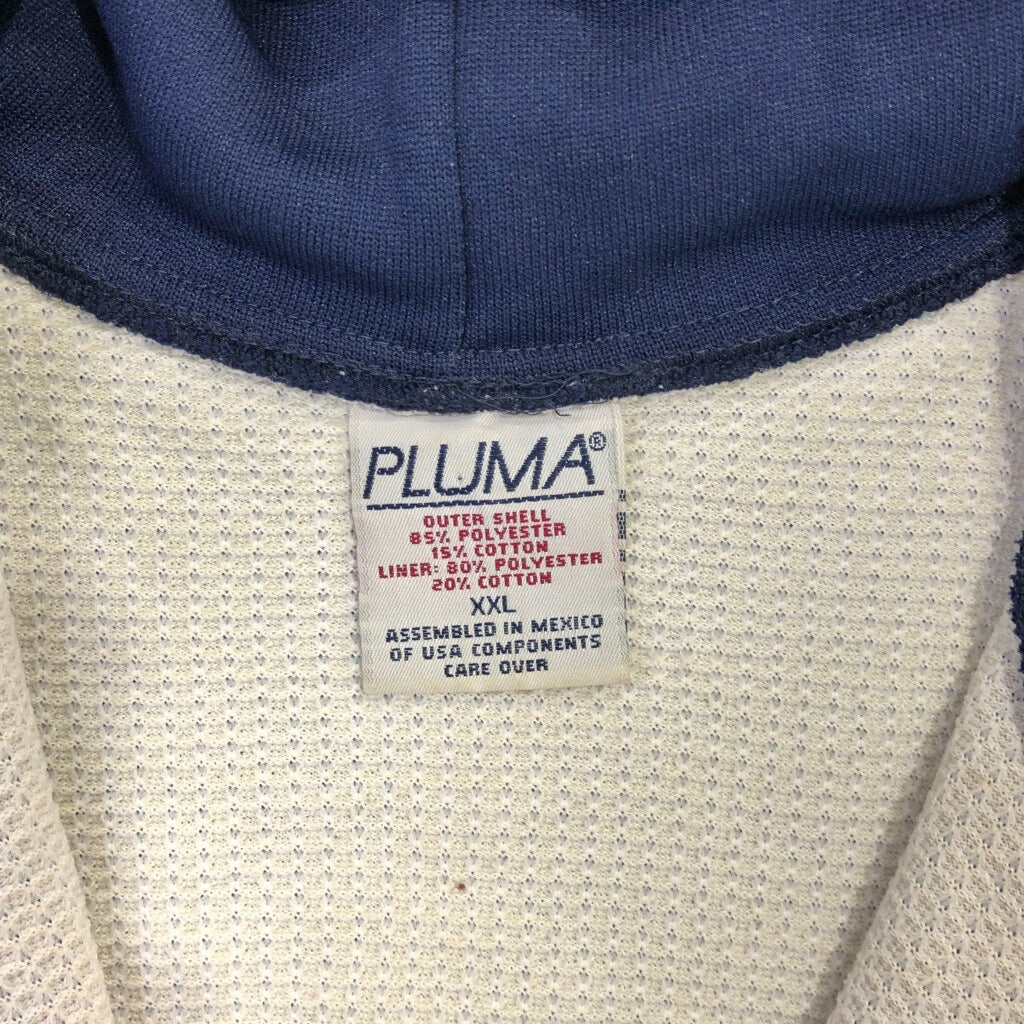 PLUMA®
OUTER SHELL
85% POLYESTER
15% COTTON
LINER: 80% POLYESTER
20% COTTON
XXL
ASSEMBLED IN MEXICO
OF USA COMPONENTS
CARE OVER